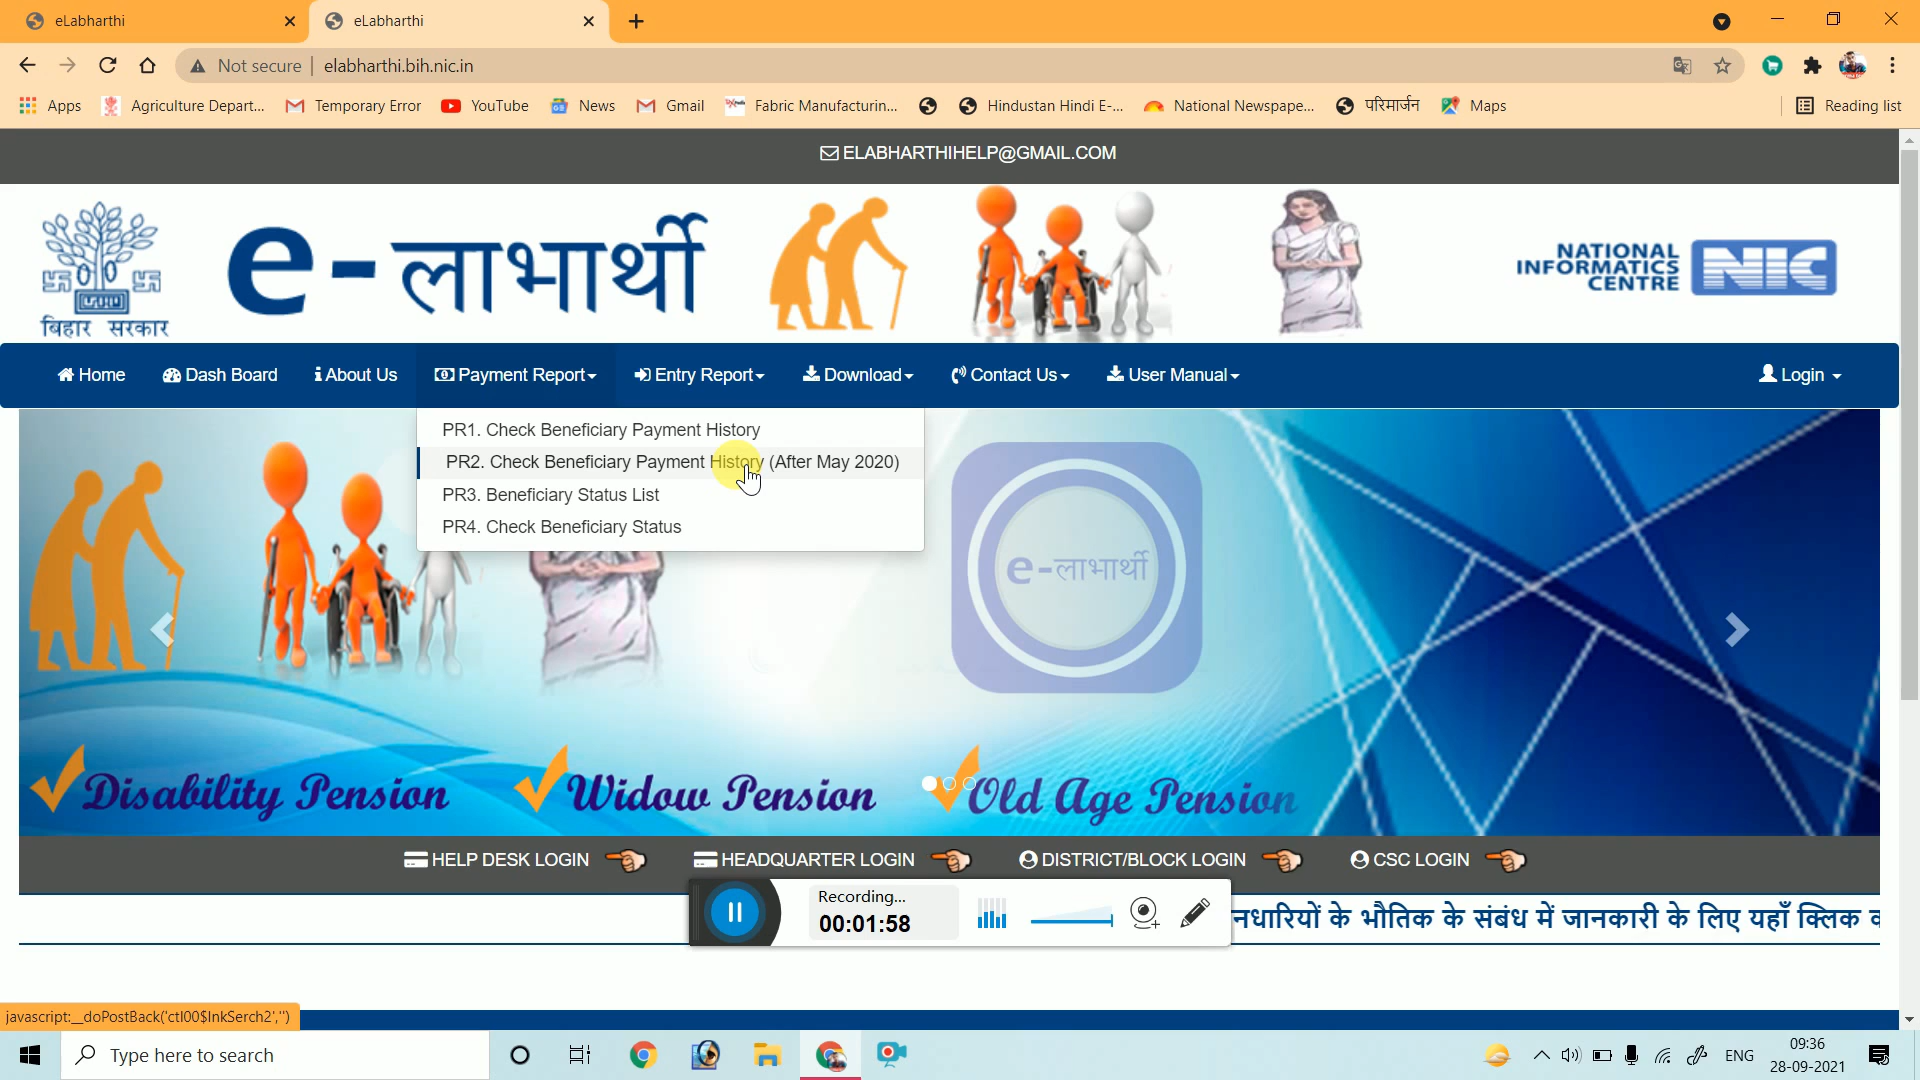 eLabharthi
eLabharthi
Not secure
elabharthi.bih.nic.in
Apps
Agriculture Depart...
Temporary Error
YouTube
News
Gmail
Fabric Manufacturin...
Hindustan Hindi E-...
National Newspape...
परिमार्जन
Maps
Reading list
ELABHARTHIHELP@GMAIL.COM
बिहार सरकार
e-लाभार्थी
NATIONAL
INFORMATICS
CENTRE
NIC
Home
Dash Board
About Us
Payment Report
Entry Report
Download
Contact Us
User Manual
Login
PR1. Check Beneficiary Payment History
PR2. Check Beneficiary Payment History (After May 2020)
PR3. Beneficiary Status List
PR4. Check Beneficiary Status
e-लाभार्थी
Disability Pension
Widow Pension
Old Age Pension
HELP DESK LOGIN
HEADQUARTER LOGIN
DISTRICT/BLOCK LOGIN
CSC LOGIN
Recording...
00:01:58
के भौतिक के संबंध में जानकारी के लिए यहाँ क्लिक
javascript:__doPostBack('ctl00$lnkSerch2','')
Type here to search
ENG
09:36
28-09-2021